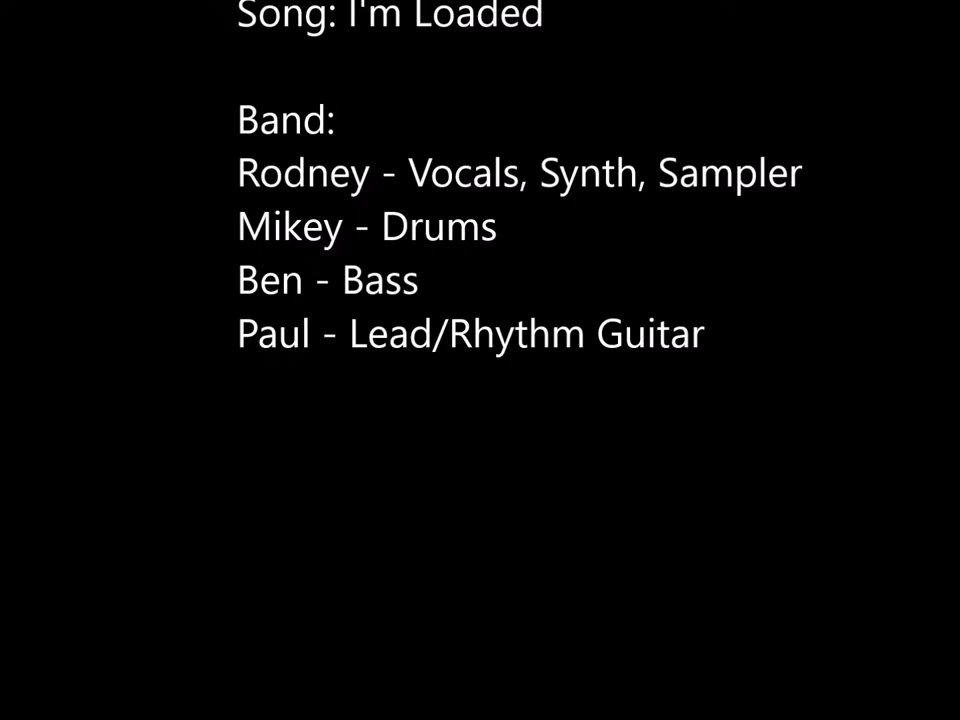 Song: I'm Loaded
Band:
Rodney - Vocals, Synth, Sampler
Mikey - Drums
Ben - Bass
Paul - Lead/Rhythm Guitar